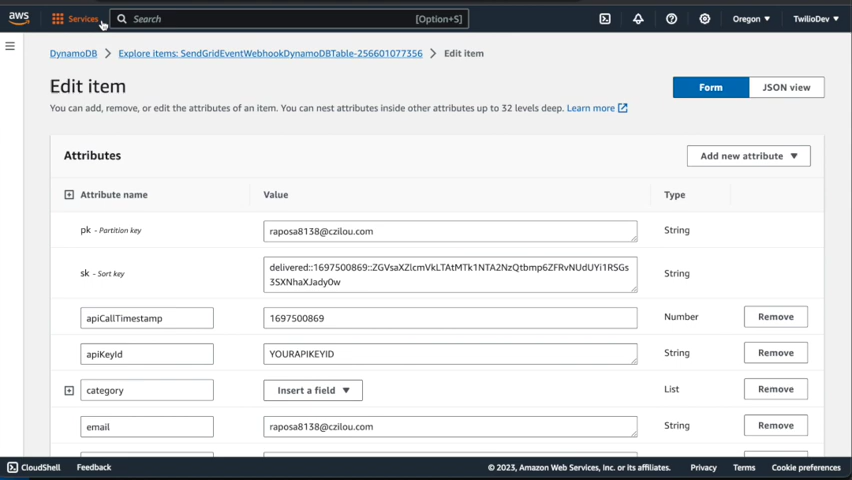 aws Services Search [Option+S] Oregon ▼ TwilioDev ▼
DynamoDB > Explore items: SendGridEventWebhookDynamoDBTable-256601077356 > Edit item
Edit item
Form JSON view
You can add, remove, or edit the attributes of an item. You can nest attributes inside other attributes up to 32 levels deep. Learn more
Attributes
Add new attribute ▼
Attribute name Value Type
pk - Partition key raposa8138@czilou.com String
sk - Sort key delivered::1697500869::ZGVsaXZlcmVkLTAtMTk1NTA2NzQtbmp6ZFRvNUdUYi1RSGs
3SXNhaXJady0w String
apiCallTimestamp 1697500869 Number Remove
apiKeyId YOURAPIKEYID String Remove
category Insert a field ▼ List Remove
email raposa8138@czilou.com String Remove
CloudShell Feedback © 2023, Amazon Web Services, Inc. or its affiliates. Privacy Terms Cookie preferences